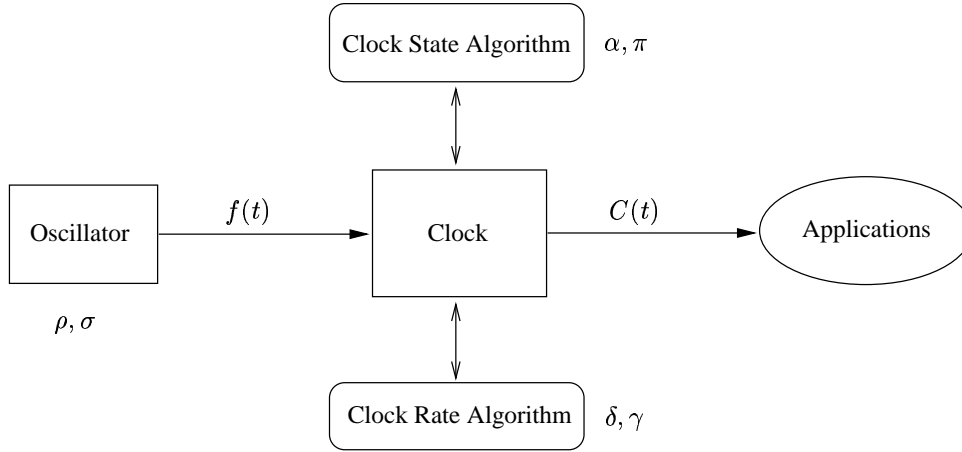 Clock State Algorithm
α, π
f(t)
C(t)
Oscillator
Clock
Applications
ρ, σ
Clock Rate Algorithm
δ, γ